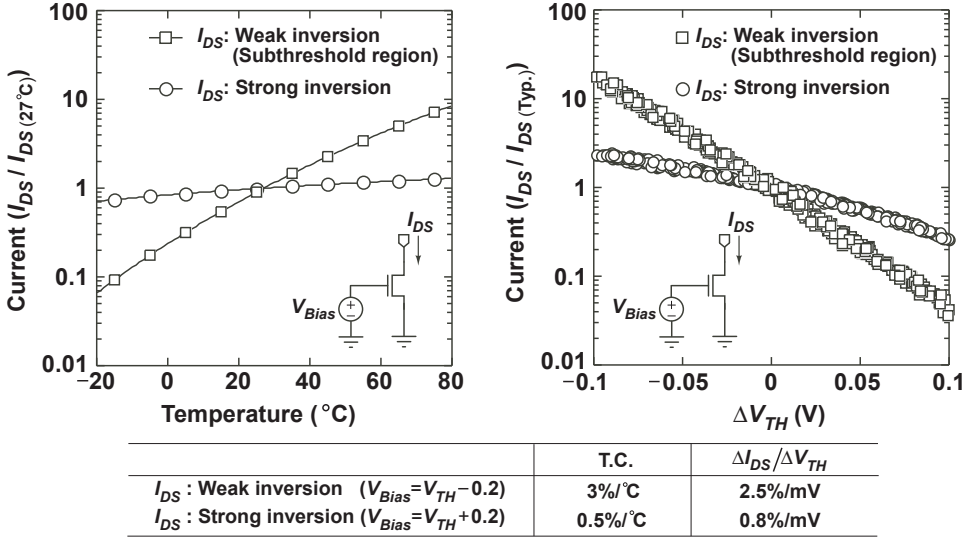 Current (I_DS / I_DS (27°C))
100
10
1
0.1
0.01
I_DS: Weak inversion
(Subthreshold region)
I_DS: Strong inversion
I_DS
V_Bias
−20
0
20
40
60
80
Temperature (°C)
Current (I_DS / I_DS (Typ.))
100
10
1
0.1
0.01
I_DS: Weak inversion
(Subthreshold region)
I_DS: Strong inversion
I_DS
V_Bias
−0.1
−0.05
0
0.05
0.1
ΔV_TH (V)
T.C. ΔI_DS/ΔV_TH
I_DS : Weak inversion (V_Bias=V_TH−0.2) 3%/°C 2.5%/mV
I_DS : Strong inversion (V_Bias=V_TH+0.2) 0.5%/°C 0.8%/mV